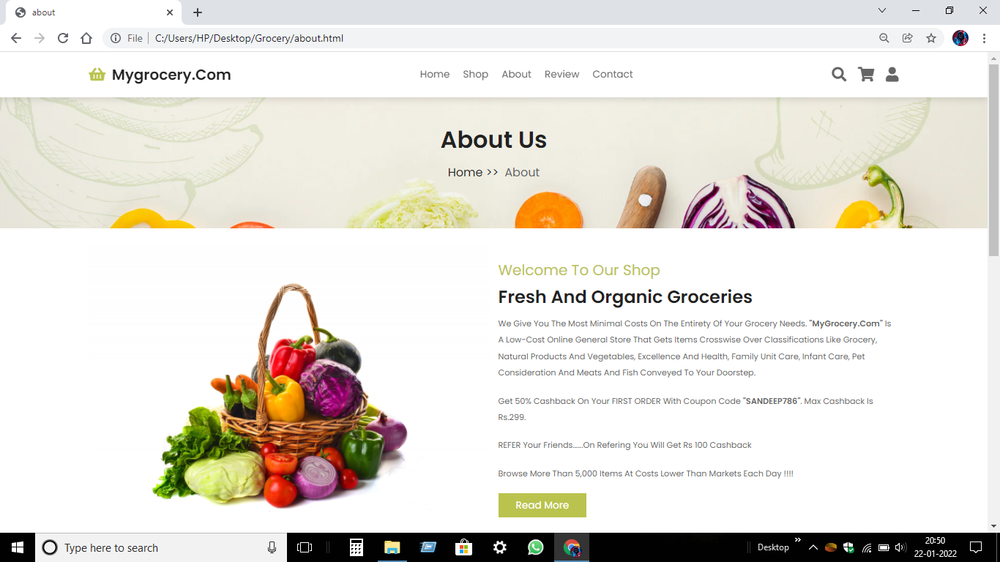 about
File C:/Users/HP/Desktop/Grocery/about.html
Mygrocery.Com Home Shop About Review Contact
About Us
Home >> About
Welcome To Our Shop
Fresh And Organic Groceries
We Give You The Most Minimal Costs On The Entirety Of Your Grocery Needs. "MyGrocery.Com" Is
A Low-Cost Online General Store That Gets Items Crosswise Over Classifications Like Grocery,
Natural Products And Vegetables, Excellence And Health, Family Unit Care, Infant Care, Pet
Consideration And Meats And Fish Conveyed To Your Doorstep.
Get 50% Cashback On Your FIRST ORDER With Coupon Code "SANDEEP786". Max Cashback Is
Rs.299.
REFER Your Friends......On Refering You Will Get Rs 100 Cashback
Browse More Than 5,000 Items At Costs Lower Than Markets Each Day !!!!
Read More
Type here to search Desktop 20:50
22-01-2022